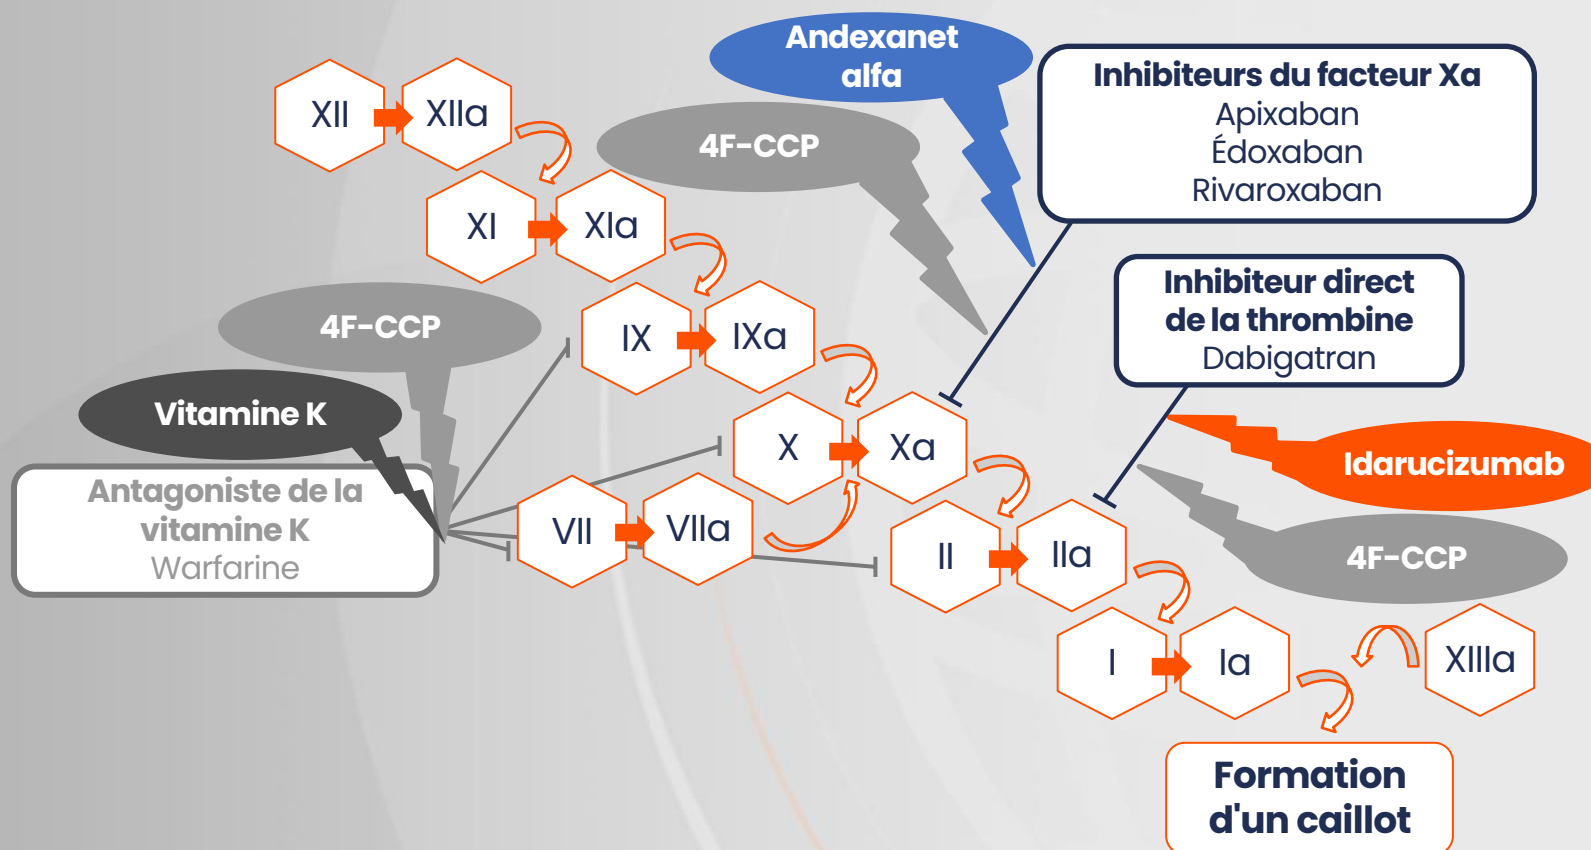 Andexanet
alfa
Inhibiteurs du facteur Xa
Apixaban
Édoxaban
Rivaroxaban
XII
XIIa
4F-CCP
XI
XIa
Inhibiteur direct
de la thrombine
Dabigatran
4F-CCP
IX
IXa
Vitamine K
X
Xa
Idarucizumab
Antagoniste de la
vitamine K
Warfarine
VII
VIIa
II
IIa
4F-CCP
I
Ia
XIIIa
Formation
d'un caillot